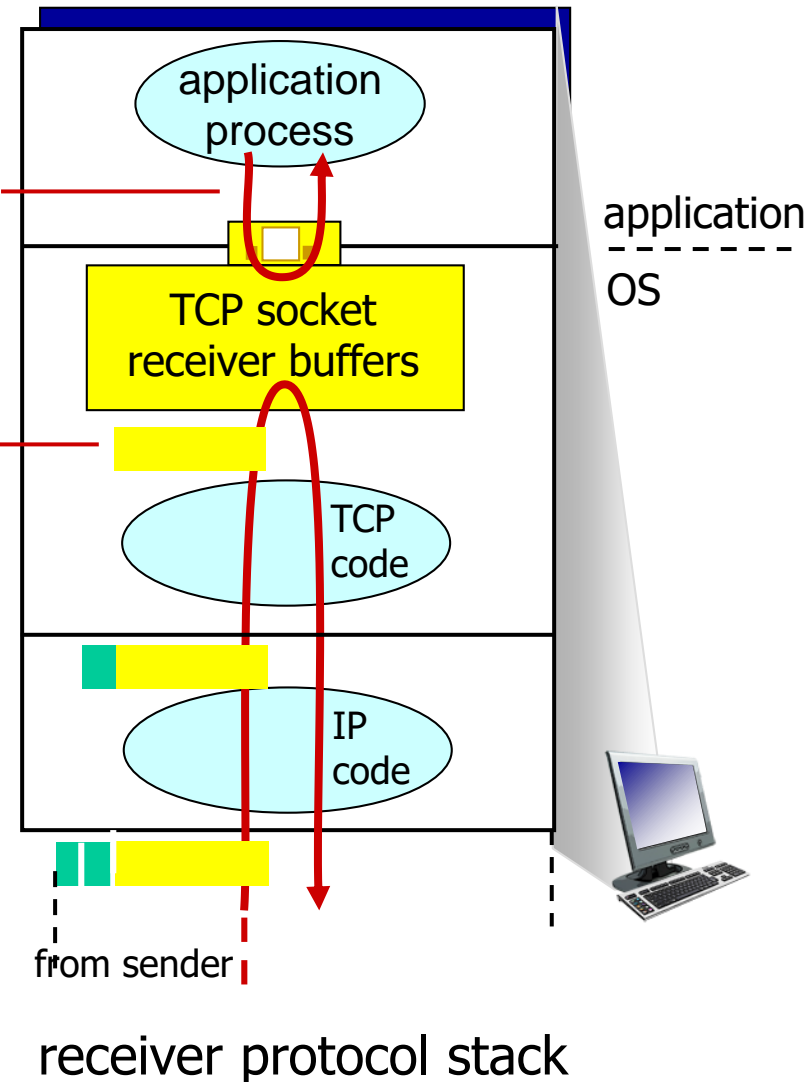 application
process
application
OS
TCP socket
receiver buffers
TCP
code
IP
code
from sender
receiver protocol stack